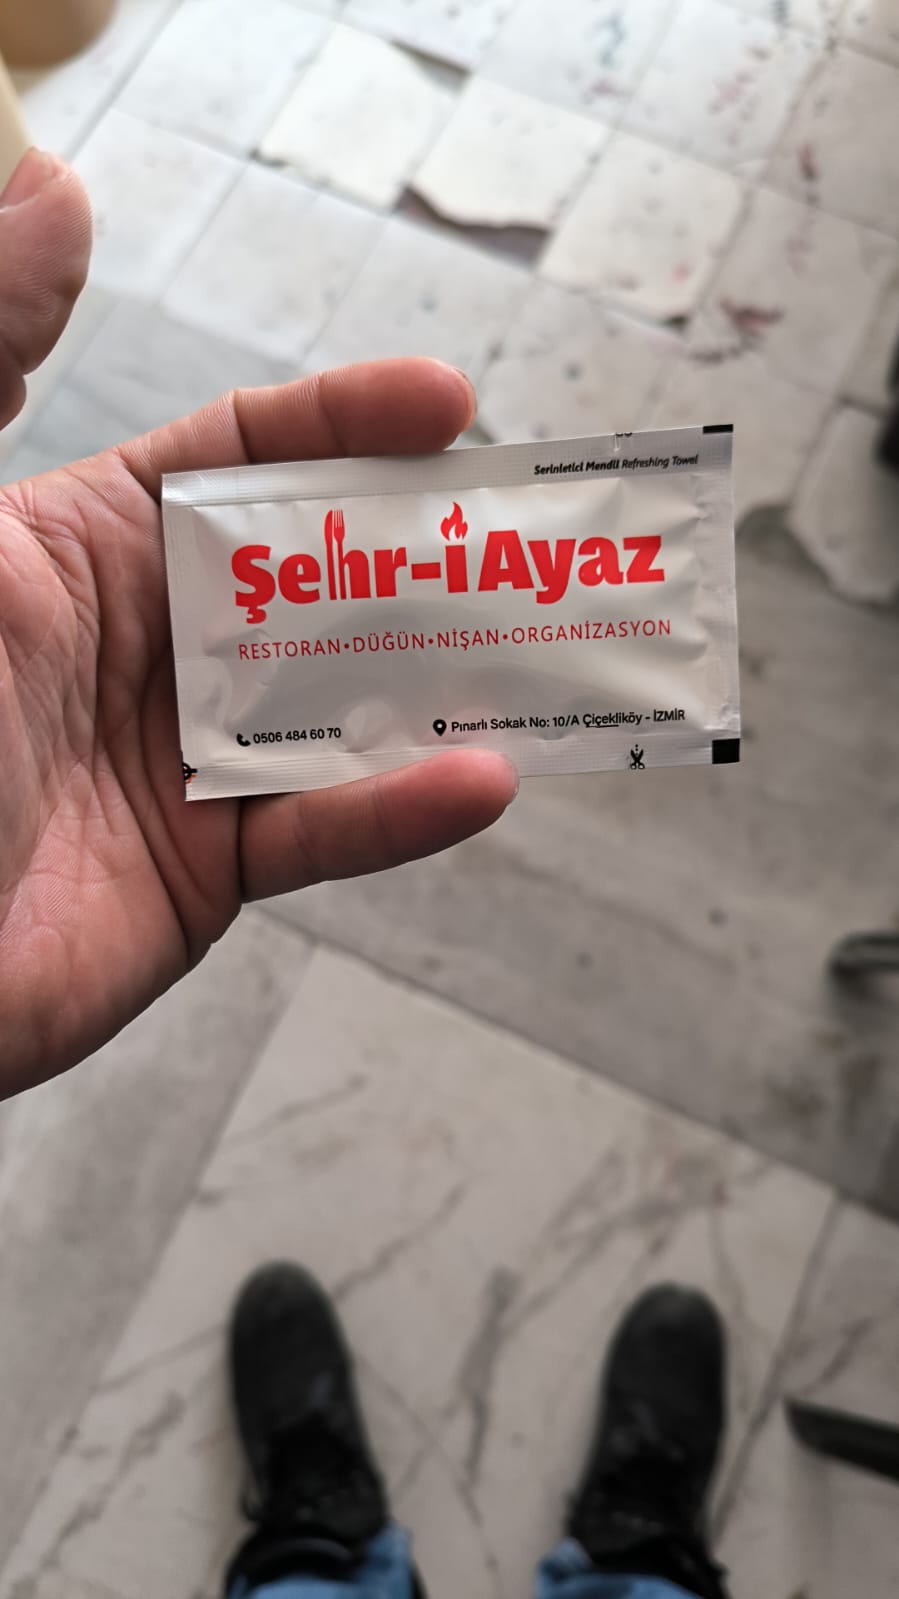 Serinletici Mendil Refreshing Towel
Şehr-i Ayaz
RESTORAN•DÜĞÜN•NİŞAN•ORGANİZASYON
0506 484 60 70
Pınarlı Sokak No: 10/A Çiçekliköy - İZMİR